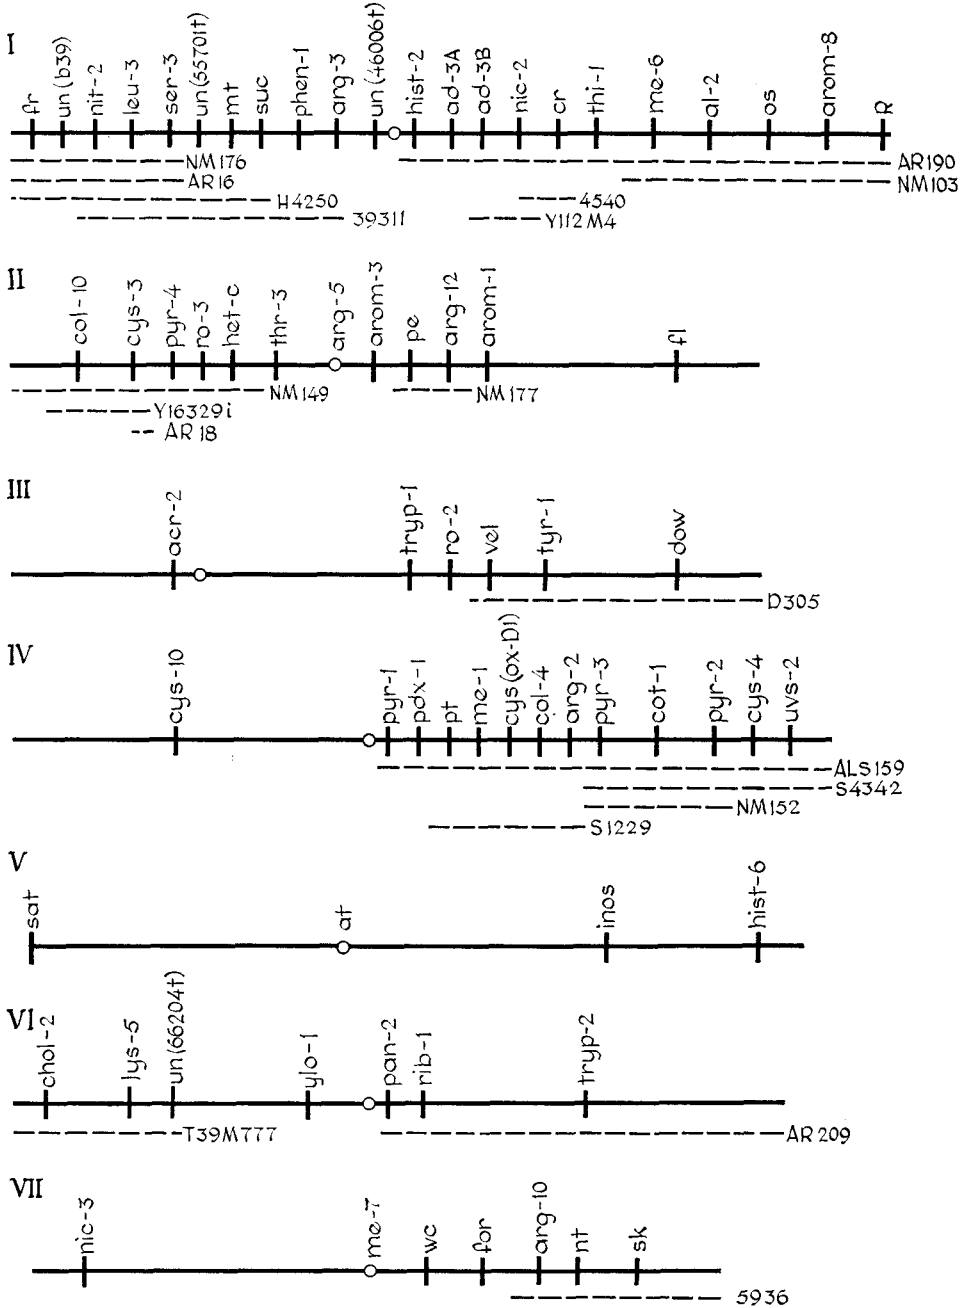 I
fr un(b39) nit-2 leu-3 ser-3 un(55701t) mt suc phen-1 arg-3 un(46006t) hist-2 ad-3A ad-3B nic-2 cr thi-1 me-6 al-2 os arom-8 R
NM176 AR190
AR16 NM103
H4250 4540
39311 Y112M4
II
col-10 cys-3 pyr-4 ro-3 het-c thr-3 arg-5 arom-3 pe arg-12 arom-1 fl
NM149 NM177
Y16329i
AR18
III
acr-2 tryp-1 ro-2 vel tyr-1 dow
D305
IV
cys-10 pyr-1 pdx-1 pt me-1 cys(ox-D1) col-4 arg-2 pyr-3 cot-1 pyr-2 cys-4 uvs-2
ALS159
S4342
NM152
S1229
V
sat at inos hist-6
VI
chol-2 lys-5 un(66204t) ylo-1 pan-2 rib-1 tryp-2
T39M777 AR209
VII
nic-3 me-7 wc for arg-10 nt sk
5936